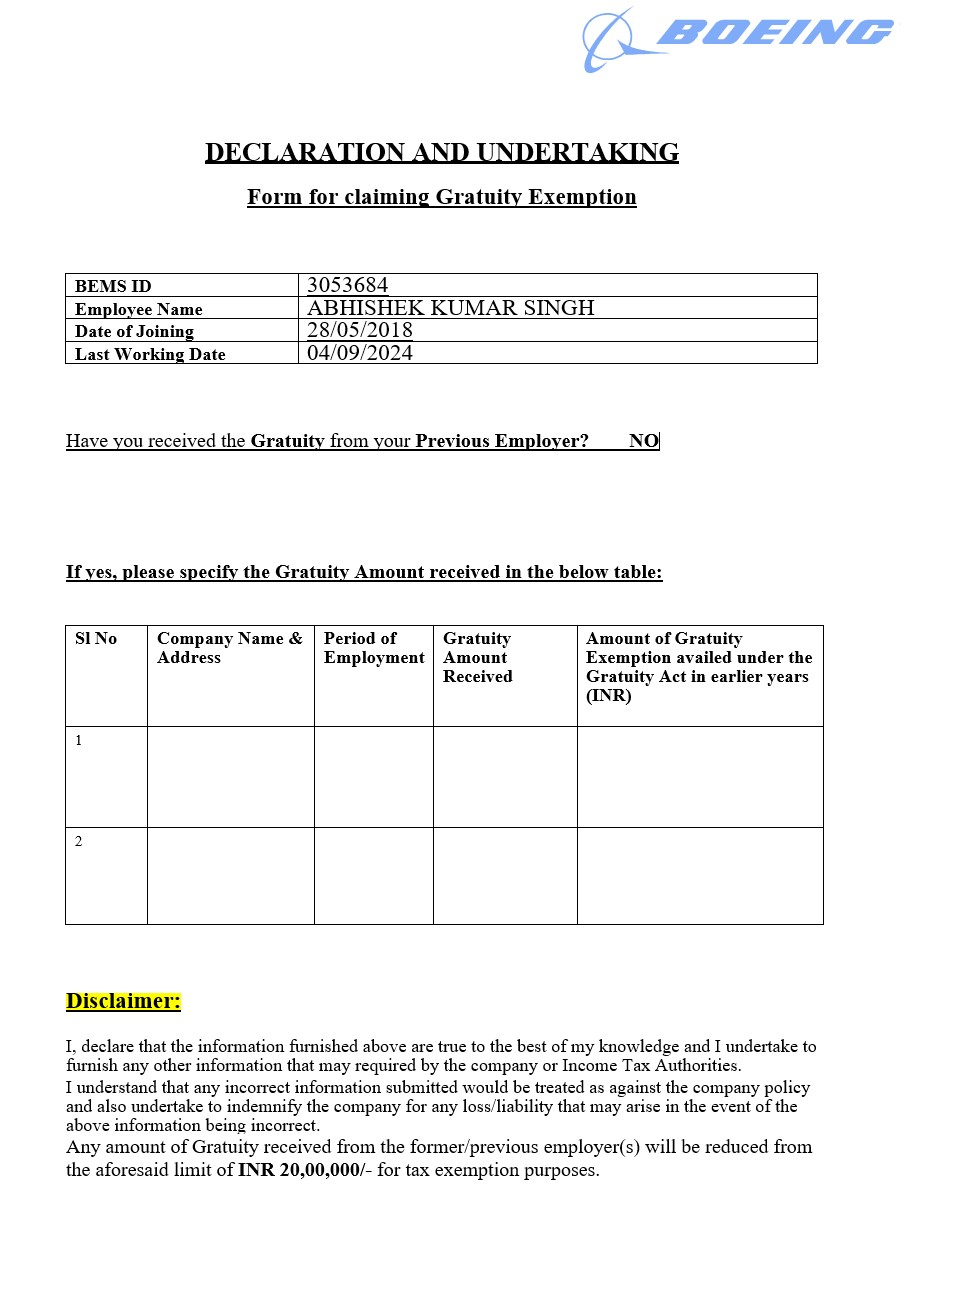 BOEING
DECLARATION AND UNDERTAKING
Form for claiming Gratuity Exemption
BEMS ID 3053684
Employee Name ABHISHEK KUMAR SINGH
Date of Joining 28/05/2018
Last Working Date 04/09/2024
Have you received the Gratuity from your Previous Employer? NO
If yes, please specify the Gratuity Amount received in the below table:
Sl No Company Name & Address Period of Employment Gratuity Amount Received Amount of Gratuity Exemption availed under the Gratuity Act in earlier years (INR)
1
2
Disclaimer:
I, declare that the information furnished above are true to the best of my knowledge and I undertake to
furnish any other information that may required by the company or Income Tax Authorities.
I understand that any incorrect information submitted would be treated as against the company policy
and also undertake to indemnify the company for any loss/liability that may arise in the event of the
above information being incorrect.
Any amount of Gratuity received from the former/previous employer(s) will be reduced from
the aforesaid limit of INR 20,00,000/- for tax exemption purposes.